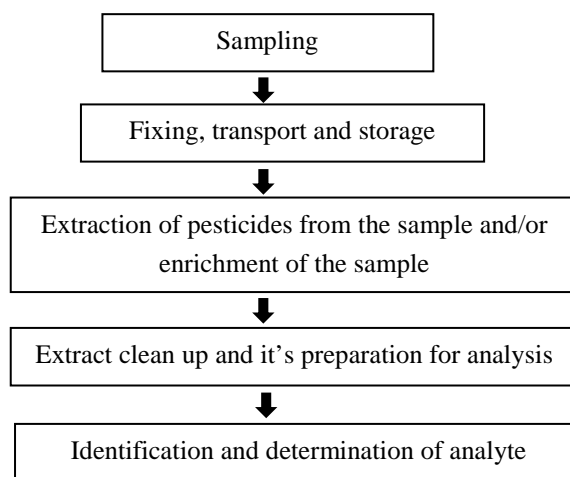 Sampling
Fixing, transport and storage
Extraction of pesticides from the sample and/or
enrichment of the sample
Extract clean up and it’s preparation for analysis
Identification and determination of analyte